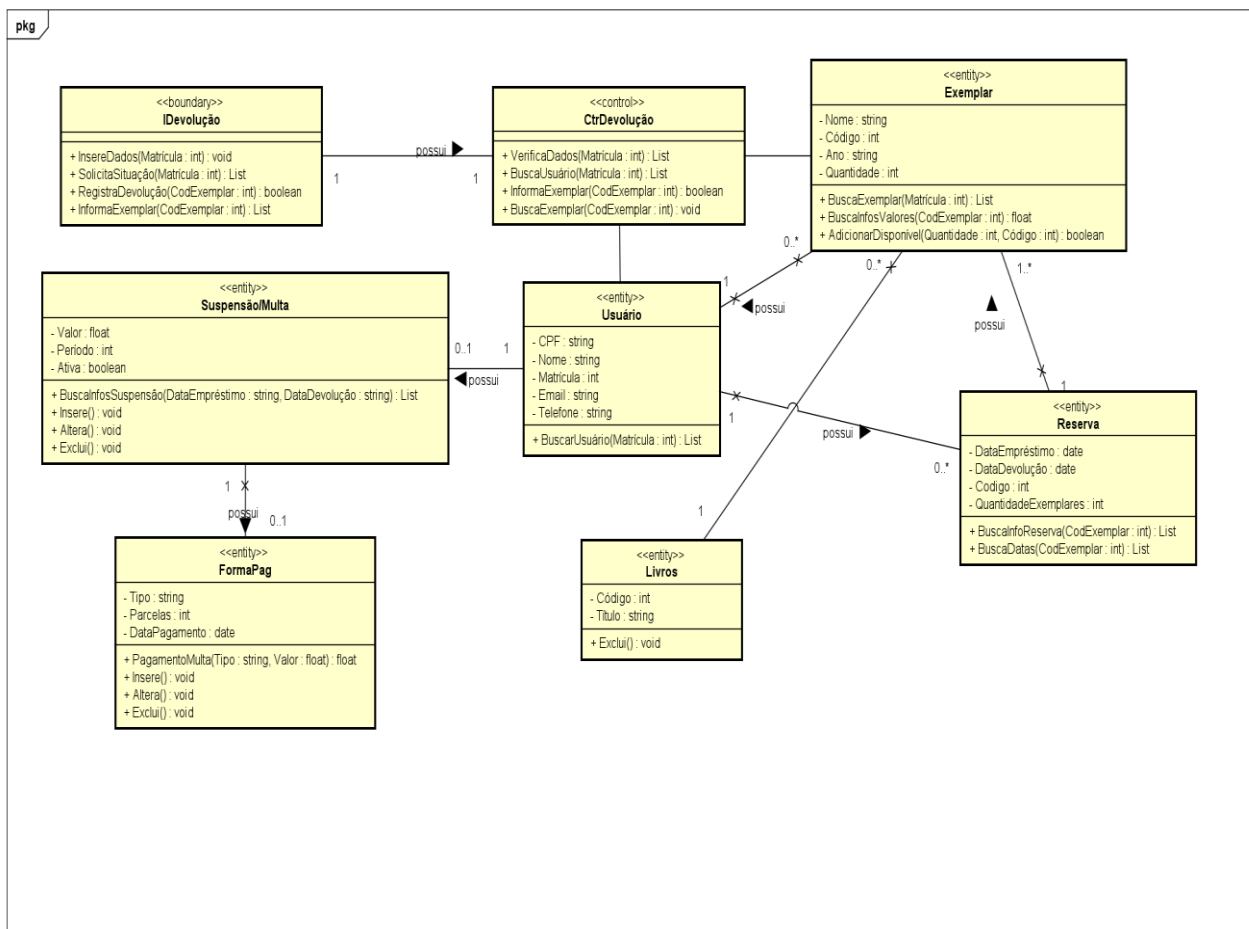 pkg
<<boundary>>
IDevolução
+ InsereDados(Matrícula : int) : void
+ SolicitaSituação(Matrícula : int) : List
+ RegistraDevolução(CodExemplar : int) : boolean
+ InformaExemplar(CodExemplar : int) : List
possui
1
1
<<control>>
CtrDevolução
+ VerificaDados(Matrícula : int) : List
+ BuscaUsuário(Matrícula : int) : List
+ InformaExemplar(CodExemplar : int) : boolean
+ BuscaExemplar(CodExemplar : int) : void
<<entity>>
Exemplar
- Nome : string
- Código : int
- Ano : string
- Quantidade : int
+ BuscaExemplar(Matrícula : int) : List
+ BuscaInfosValores(CodExemplar : int) : float
+ AdicionarDisponível(Quantidade : int, Código : int) : boolean
0..*
0..*
1..*
1
possui
possui
<<entity>>
Suspensão/Multa
- Valor : float
- Período : int
- Ativa : boolean
+ BuscaInfosSuspensão(DataEmpréstimo : string, DataDevolução : string) : List
+ Insere() : void
+ Altera() : void
+ Exclui() : void
0..1
1
possui
<<entity>>
Usuário
- CPF : string
- Nome : string
- Matrícula : int
- Email : string
- Telefone : string
+ BuscarUsuário(Matrícula : int) : List
1
possui
0..*
1
<<entity>>
Reserva
- DataEmpréstimo : date
- DataDevolução : date
- Codigo : int
- QuantidadeExemplares : int
+ BuscaInfoReserva(CodExemplar : int) : List
+ BuscaDatas(CodExemplar : int) : List
1
possui
0..1
<<entity>>
FormaPag
- Tipo : string
- Parcelas : int
- DataPagamento : date
+ PagamentoMulta(Tipo : string, Valor : float) : float
+ Insere() : void
+ Altera() : void
+ Exclui() : void
1
<<entity>>
Livros
- Código : int
- Título : string
+ Exclui() : void